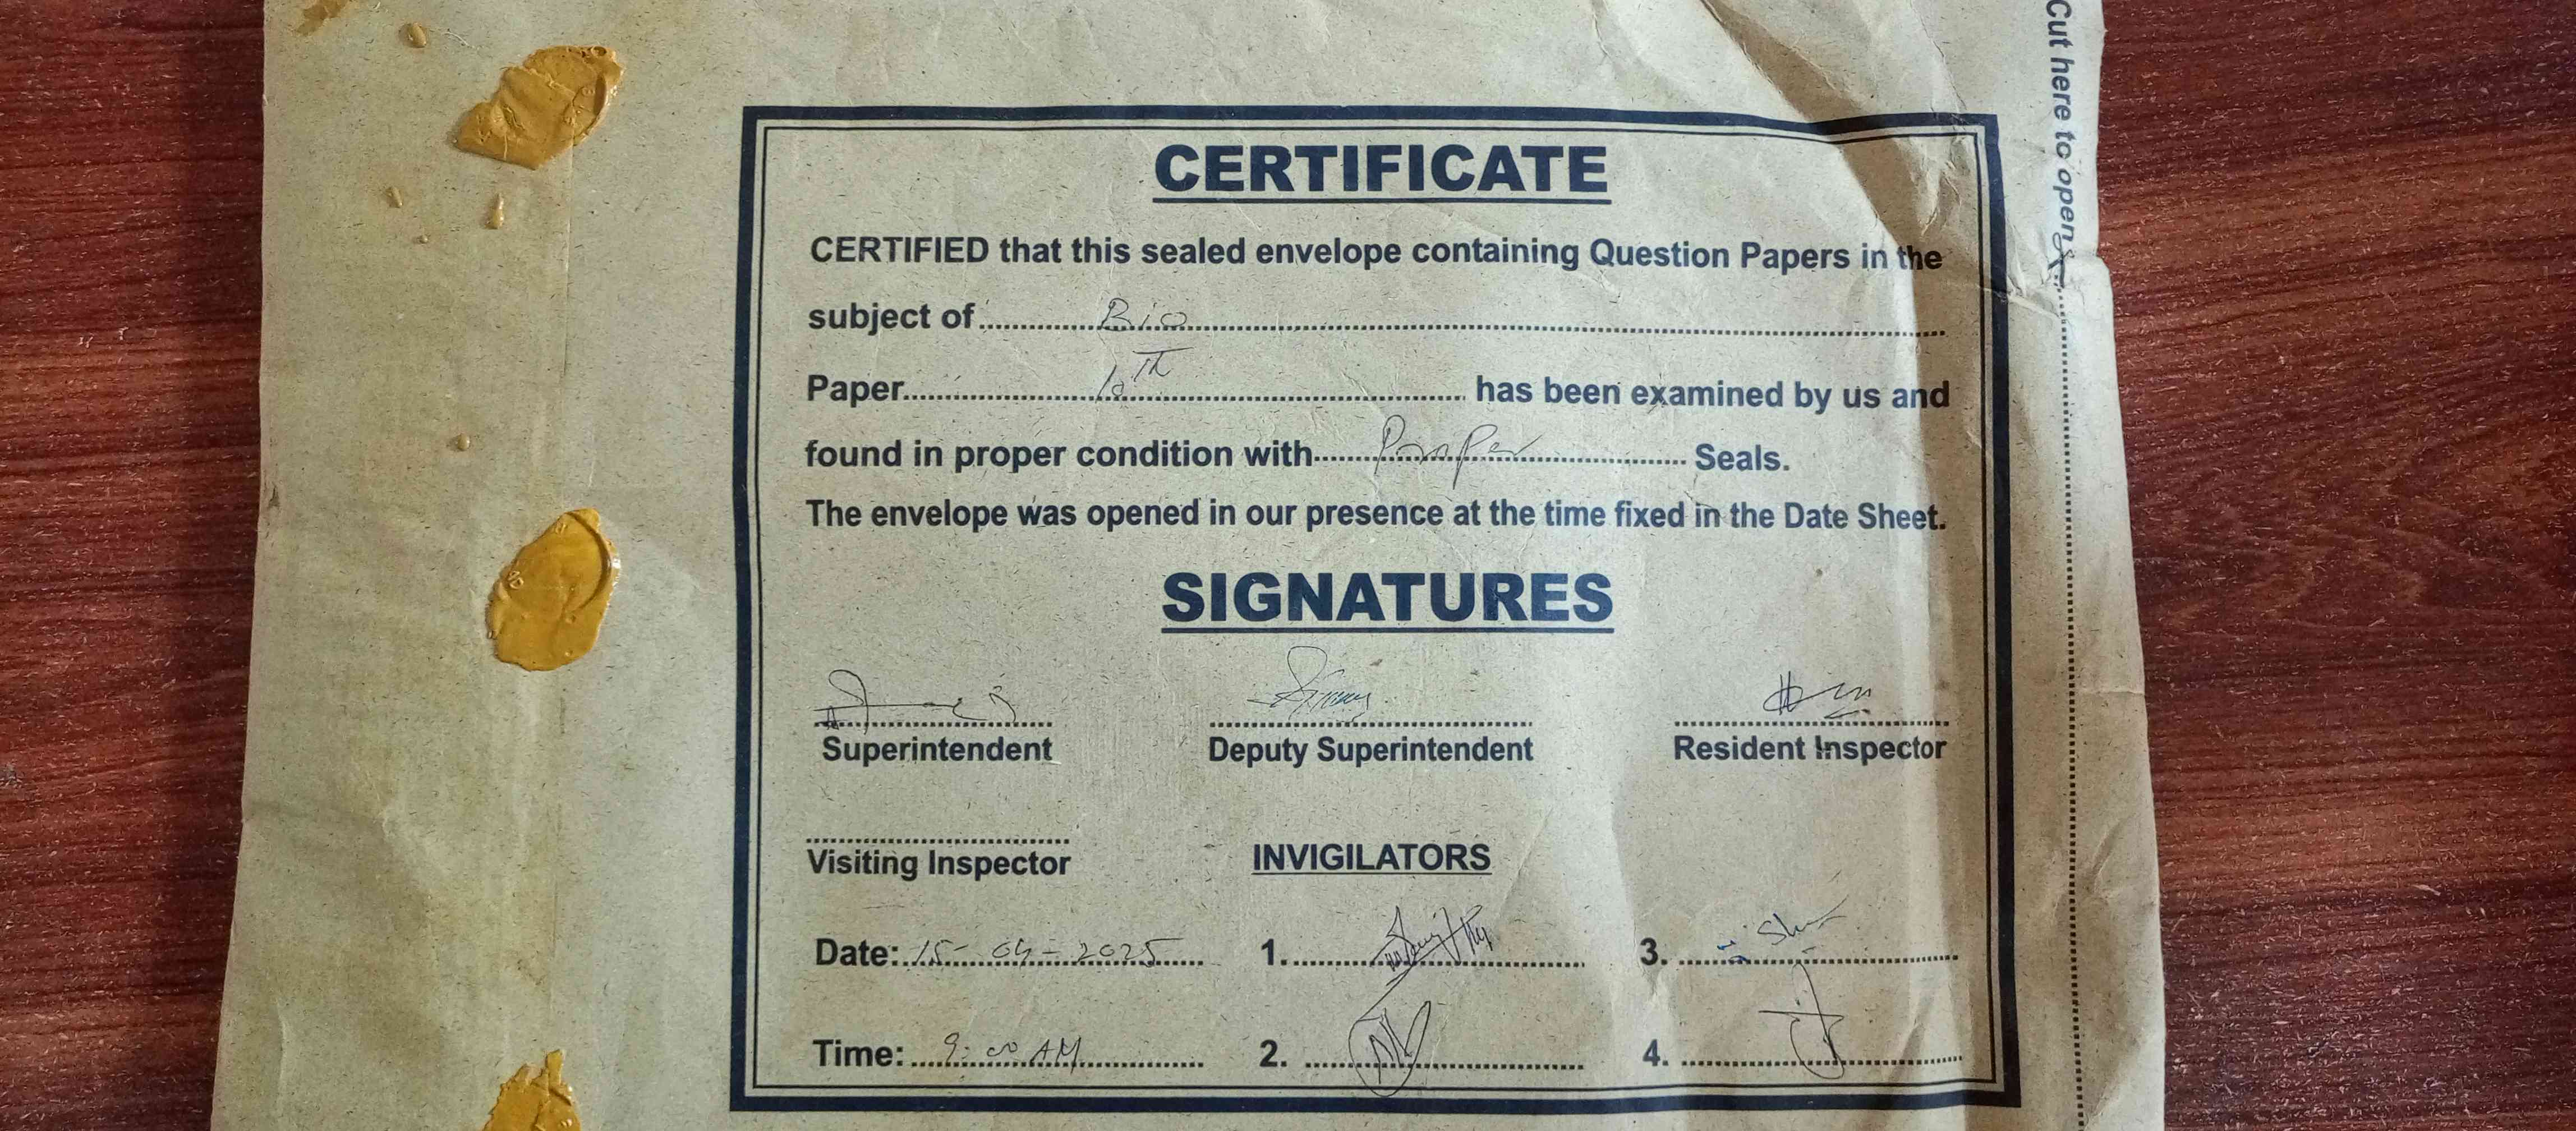 Cut here to open
CERTIFICATE
CERTIFIED that this sealed envelope containing Question Papers in the
subject of Bio
Paper 10th has been examined by us and
found in proper condition with Proper Seals.
The envelope was opened in our presence at the time fixed in the Date Sheet.
SIGNATURES
Superintendent Deputy Superintendent Resident Inspector
Visiting Inspector INVIGILATORS
Date: 15-04-2025 1. 3.
Time: 9:00 AM 2. 4.